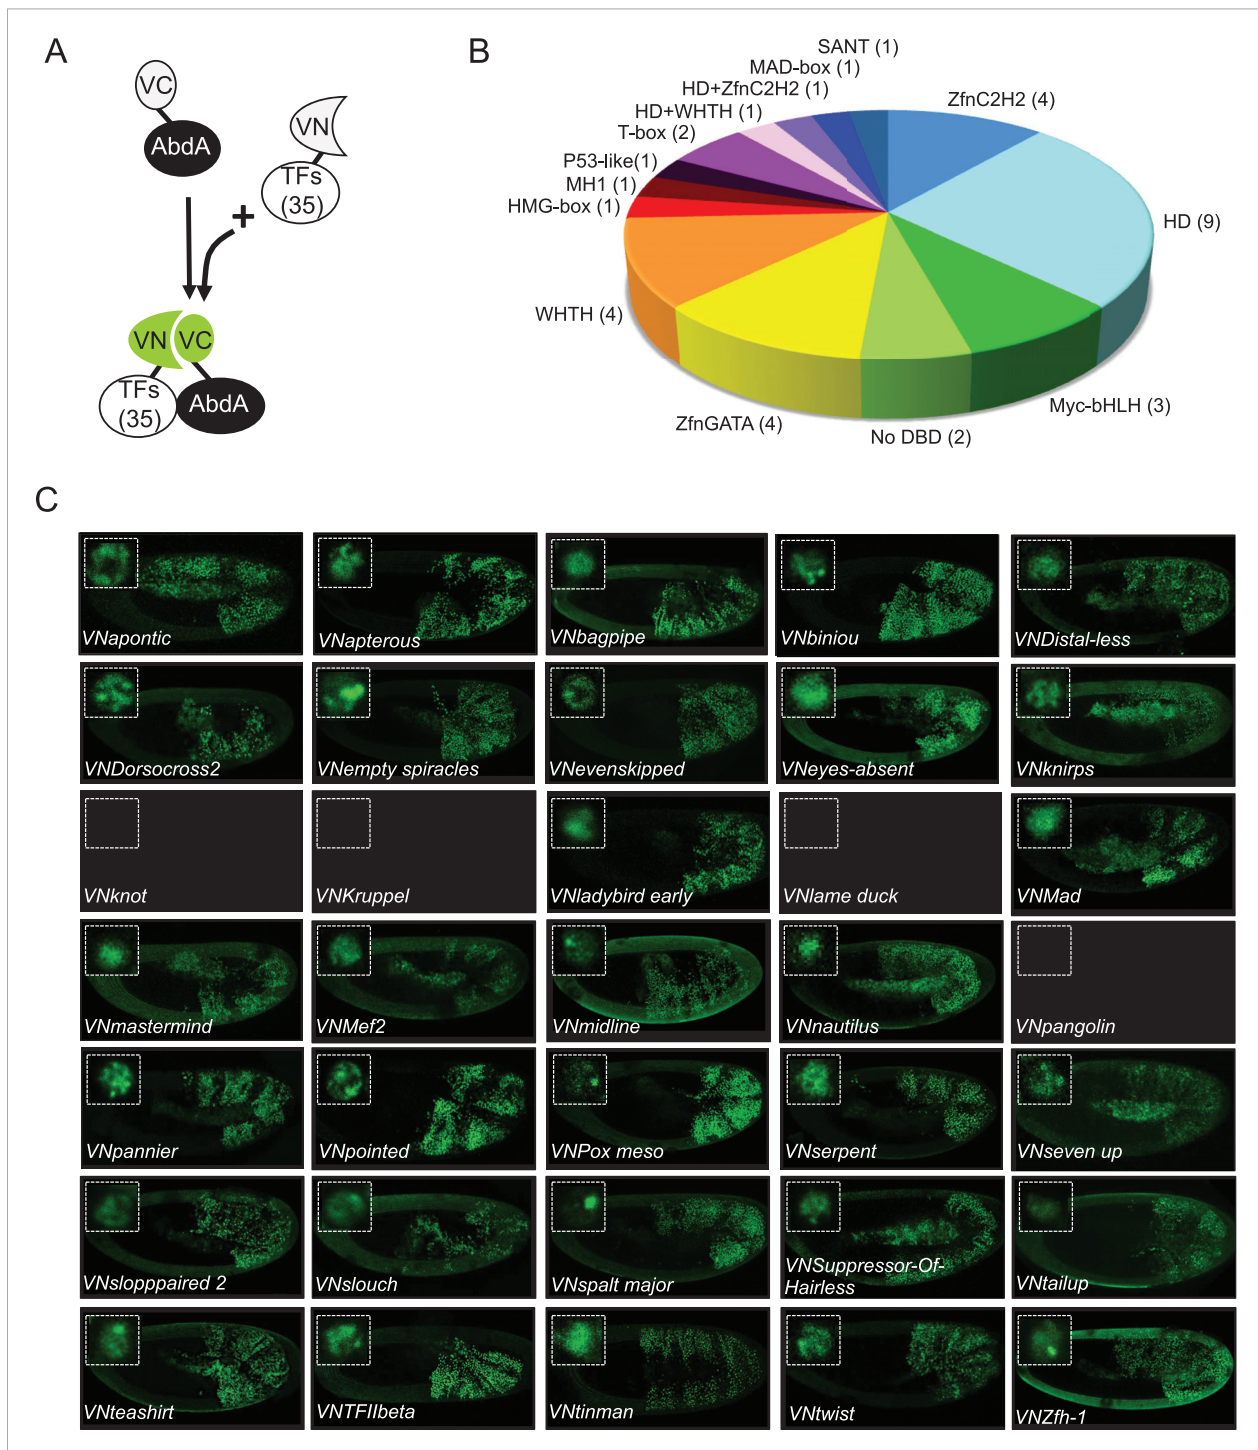 A
VC
AbdA
VN
TFs
(35)
+
VN
VC
TFs
(35)
AbdA
B
SANT (1)
MAD-box (1)
HD+ZfnC2H2 (1)
HD+WHTH (1)
T-box (2)
P53-like(1)
MH1 (1)
HMG-box (1)
WHTH (4)
ZfnGATA (4)
No DBD (2)
Myc-bHLH (3)
HD (9)
ZfnC2H2 (4)
C
VNapontic
VNapterous
VNbagpipe
VNbiniou
VNDistal-less
VNDorsocross2
VNempty spiracles
VNevenskipped
VNeyes-absent
VNknirps
VNknot
VNKruppel
VNladybird early
VNlame duck
VNMad
VNmastermind
VNMef2
VNmidline
VNnautilus
VNpangolin
VNpannier
VNpointed
VNPox meso
VNserpent
VNseven up
VNslopppaired 2
VNslouch
VNspalt major
VNSuppressor-Of-
Hairless
VNtailup
VNteashirt
VNTFIIbeta
VNtinman
VNtwist
VNZfh-1